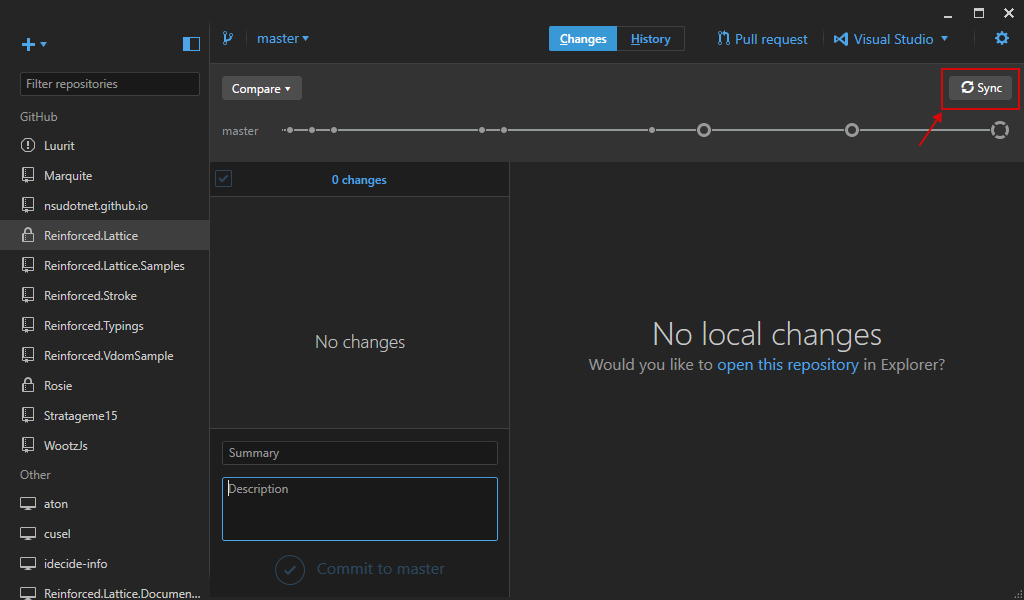 master
Changes
History
Pull request
Visual Studio
Filter repositories
GitHub
Luurit
Marquite
nsudotnet.github.io
Reinforced.Lattice
Reinforced.Lattice.Samples
Reinforced.Stroke
Reinforced.Typings
Reinforced.VdomSample
Rosie
Stratageme15
WootzJs
Other
aton
cusel
idecide-info
Reinforced.Lattice.Documen...
Compare
Sync
master
0 changes
No changes
Summary
Description
Commit to master
No local changes
Would you like to open this repository in Explorer?